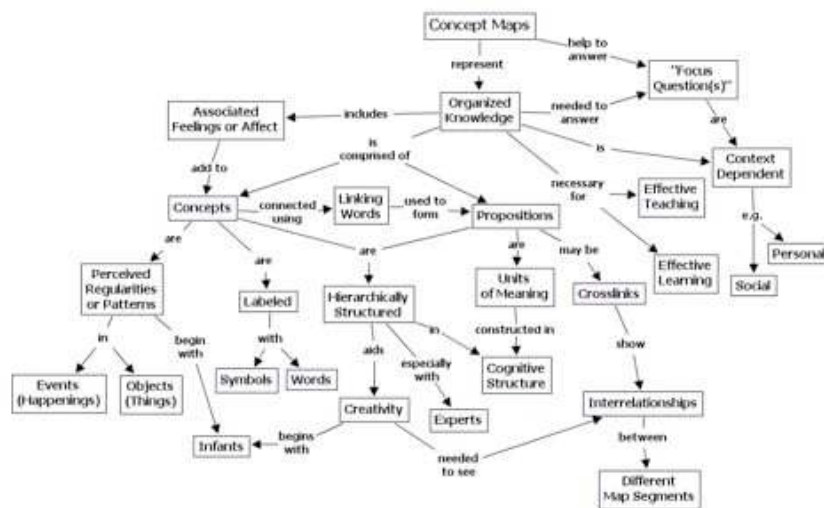 Concept Maps
help to
answer
represent
"Focus
Question(s)"
Associated
Feelings or Affect
includes
Organized
Knowledge
needed to
answer
are
is
comprised of
is
Context
Dependent
add to
necessary
for
Effective
Teaching
Concepts
connected
using
Linking
Words
used to
form
Propositions
e.g.
are
are
are
are
may be
Personal
Social
Perceived
Regularities
or Patterns
Labeled
Hierarchically
Structured
Units
of Meaning
Crosslinks
Effective
Learning
in
begin
with
with
aids
in
constructed in
show
especially
with
Events
(Happenings)
Objects
(Things)
Symbols
Words
Cognitive
Structure
Creativity
Experts
Interrelationships
Infants
begins
with
needed
to see
between
Different
Map Segments